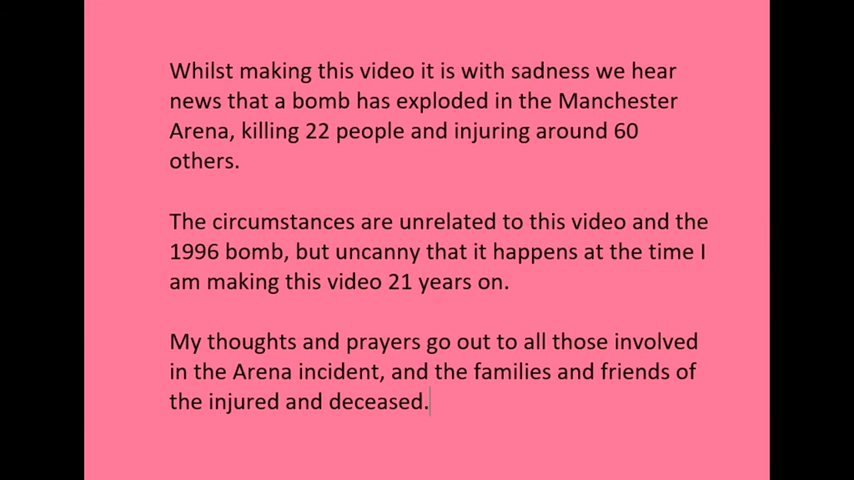 Whilst making this video it is with sadness we hear
news that a bomb has exploded in the Manchester
Arena, killing 22 people and injuring around 60
others.
The circumstances are unrelated to this video and the
1996 bomb, but uncanny that it happens at the time I
am making this video 21 years on.
My thoughts and prayers go out to all those involved
in the Arena incident, and the families and friends of
the injured and deceased.